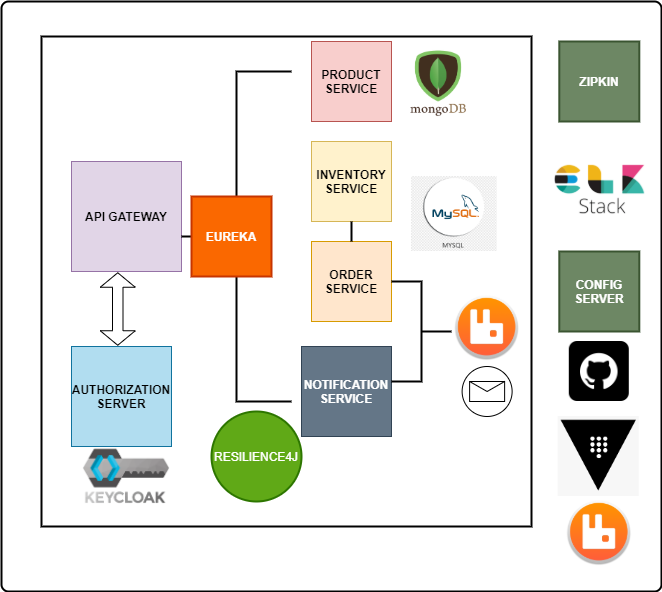 PRODUCT
SERVICE
mongoDB
ZIPKIN
API GATEWAY
EUREKA
INVENTORY
SERVICE
MySQL
MYSQL
Stack
ORDER
SERVICE
CONFIG
SERVER
AUTHORIZATION
SERVER
NOTIFICATION
SERVICE
RESILIENCE4J
KEYCLOAK